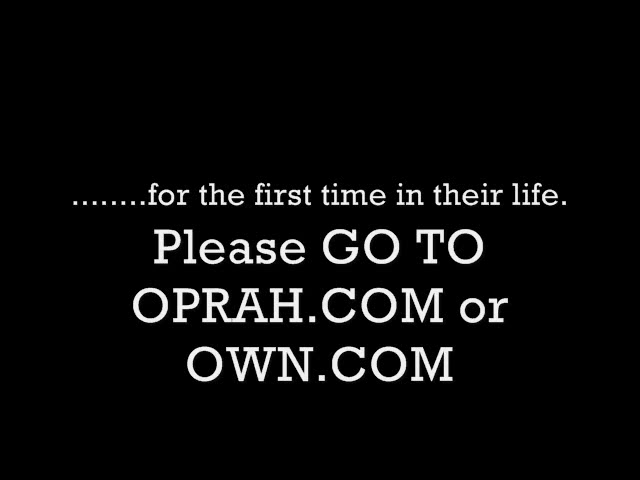 ........for the first time in their life.
Please GO TO
OPRAH.COM or
OWN.COM